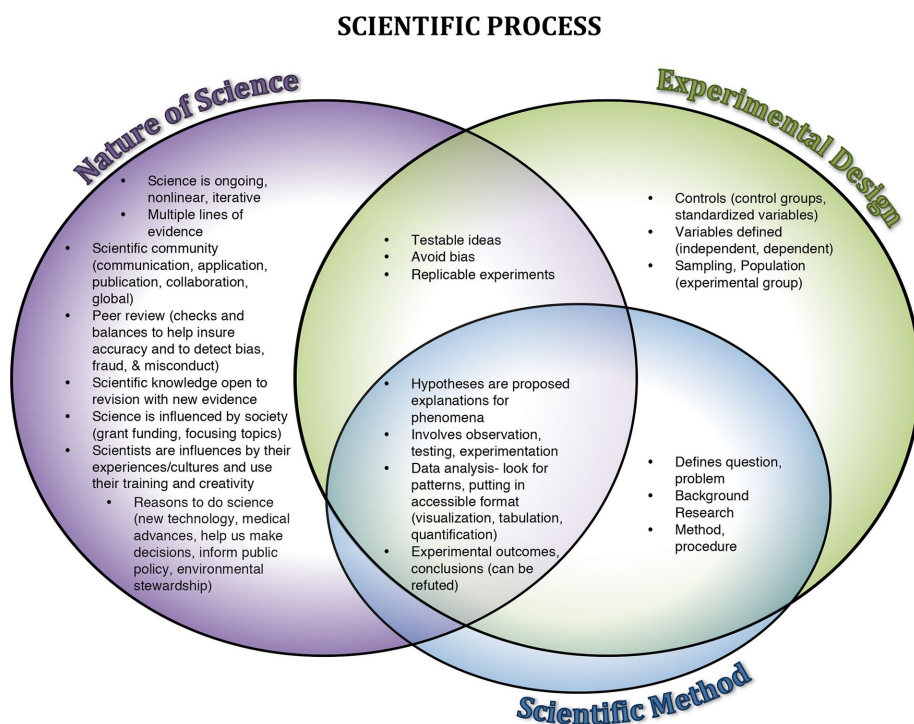 SCIENTIFIC PROCESS
Nature of Science
Experimental Design
• Science is ongoing,
nonlinear, iterative
• Multiple lines of
evidence
• Scientific community
(communication, application,
publication, collaboration,
global)
• Peer review (checks and
balances to help insure
accuracy and to detect bias,
fraud, & misconduct)
• Scientific knowledge open to
revision with new evidence
• Science is influenced by society
(grant funding, focusing topics)
• Scientists are influences by their
experiences/cultures and use
their training and creativity
• Reasons to do science
(new technology, medical
advances, help us make
decisions, inform public
policy, environmental
stewardship)
• Testable ideas
• Avoid bias
• Replicable experiments
• Controls (control groups,
standardized variables)
• Variables defined
(independent, dependent)
• Sampling, Population
(experimental group)
• Hypotheses are proposed
explanations for
phenomena
• Involves observation,
testing, experimentation
• Data analysis- look for
patterns, putting in
accessible format
(visualization, tabulation,
quantification)
• Experimental outcomes,
conclusions (can be
refuted)
• Defines question,
problem
• Background
Research
• Method,
procedure
Scientific Method